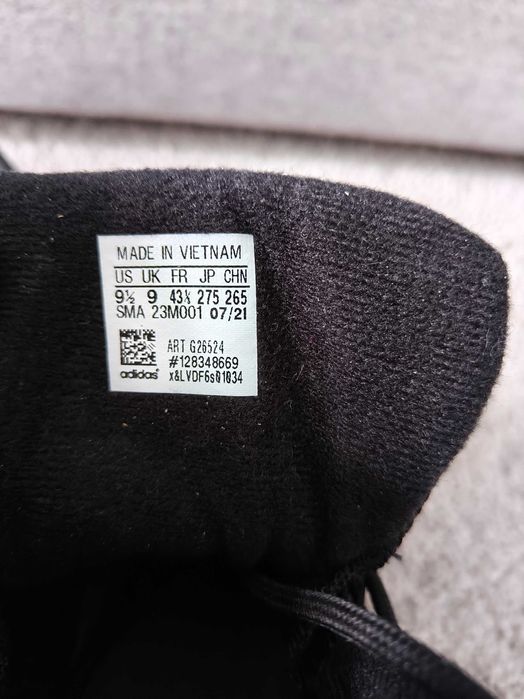 MADE IN VIETNAM
US UK FR JP CHN
9½ 9 43⅓ 275 265
SMA 23M001 07/21
ART G26524
#128348669
adidas® x&LVDF6s01034